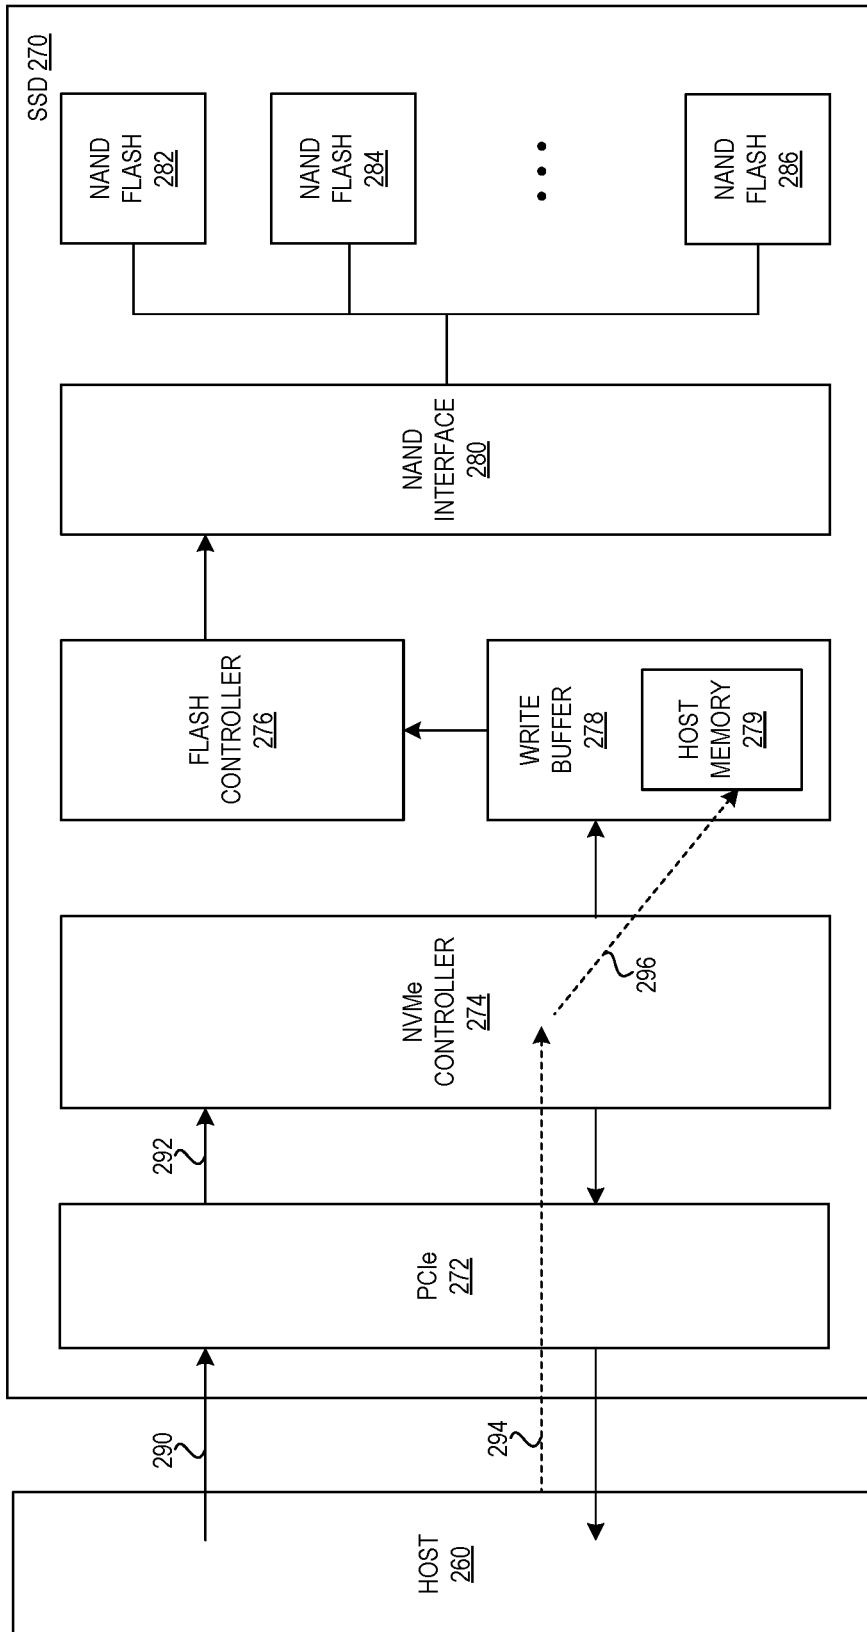 SSD 270
HOST
260
290
294
PCIe
272
292
NVMe
CONTROLLER
274
296
FLASH
CONTROLLER
276
WRITE
BUFFER
278
HOST
MEMORY
279
NAND
INTERFACE
280
NAND
FLASH
282
NAND
FLASH
284
NAND
FLASH
286